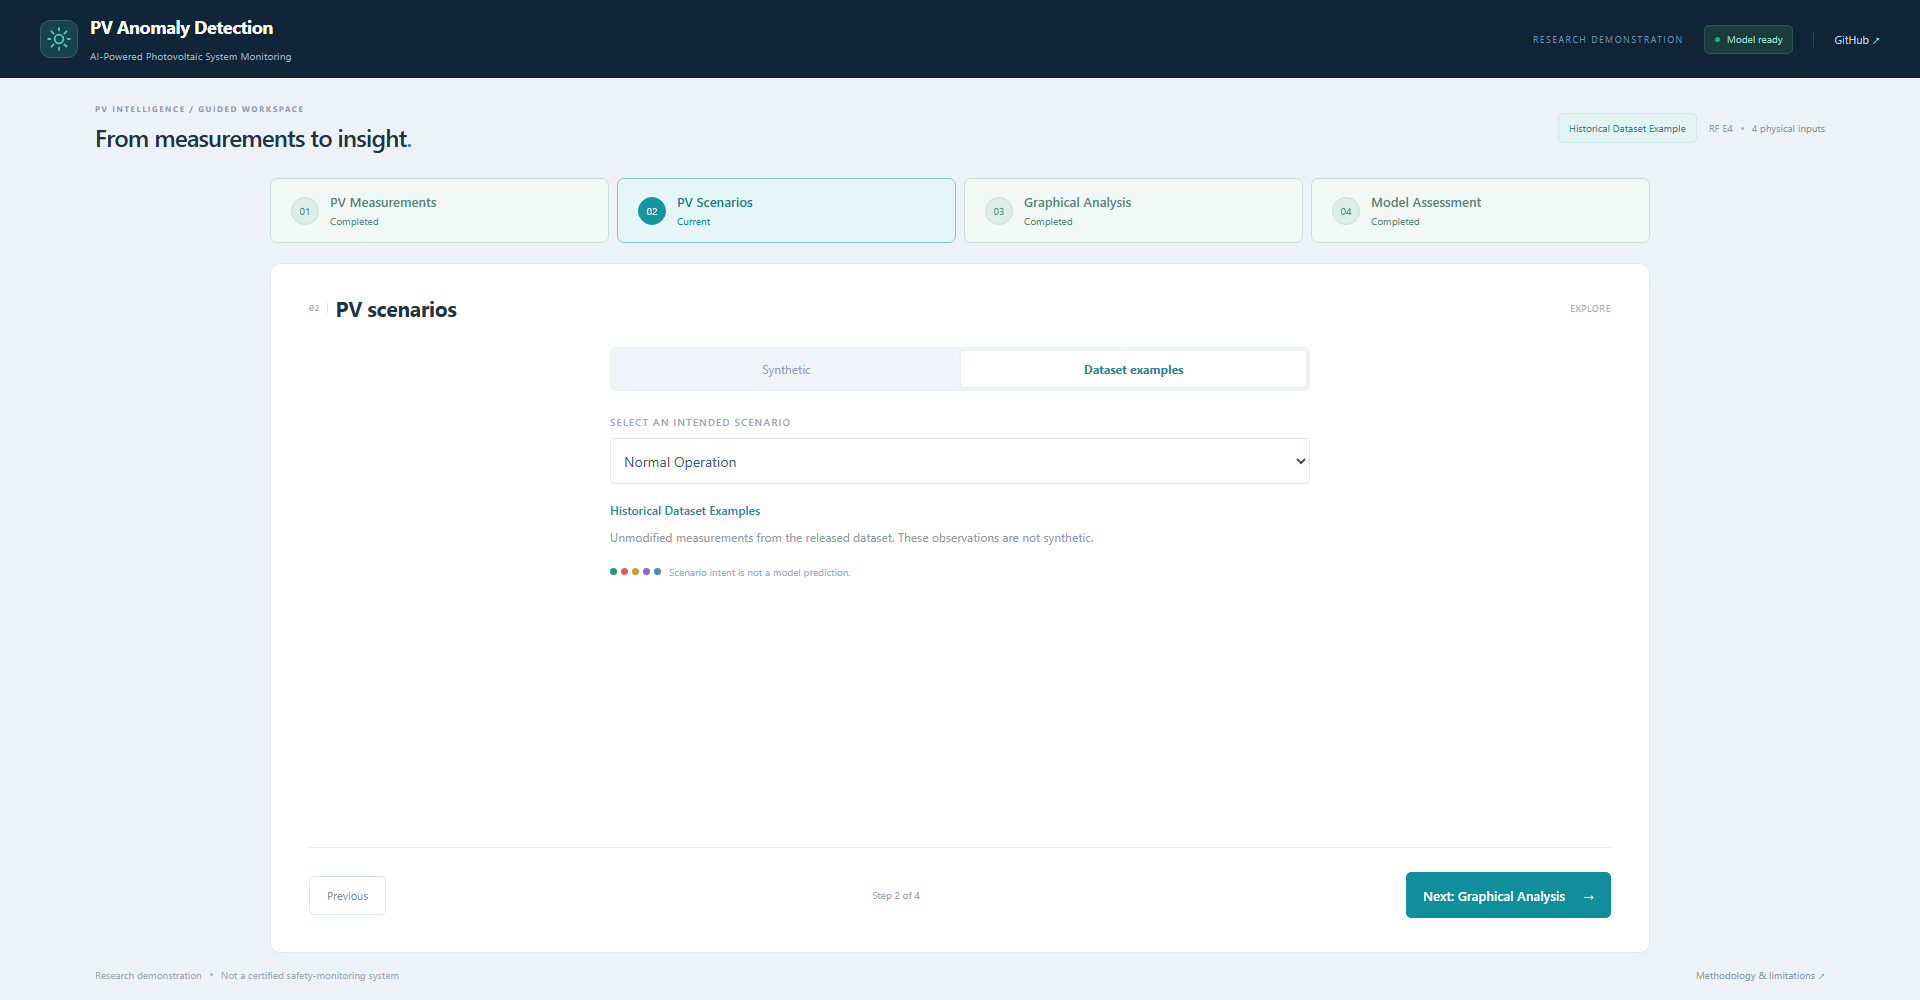 PV Anomaly Detection
AI-Powered Photovoltaic System Monitoring
RESEARCH DEMONSTRATION
Model ready
GitHub ↗
PV INTELLIGENCE / GUIDED WORKSPACE
From measurements to insight.
Historical Dataset Example
RF E4 • 4 physical inputs
01
PV Measurements
Completed
02
PV Scenarios
Current
03
Graphical Analysis
Completed
04
Model Assessment
Completed
02
PV scenarios
EXPLORE
Synthetic
Dataset examples
SELECT AN INTENDED SCENARIO
Normal Operation
Historical Dataset Examples
Unmodified measurements from the released dataset. These observations are not synthetic.
Scenario intent is not a model prediction.
Previous
Step 2 of 4
Next: Graphical Analysis →
Research demonstration • Not a certified safety-monitoring system
Methodology & limitations ↗